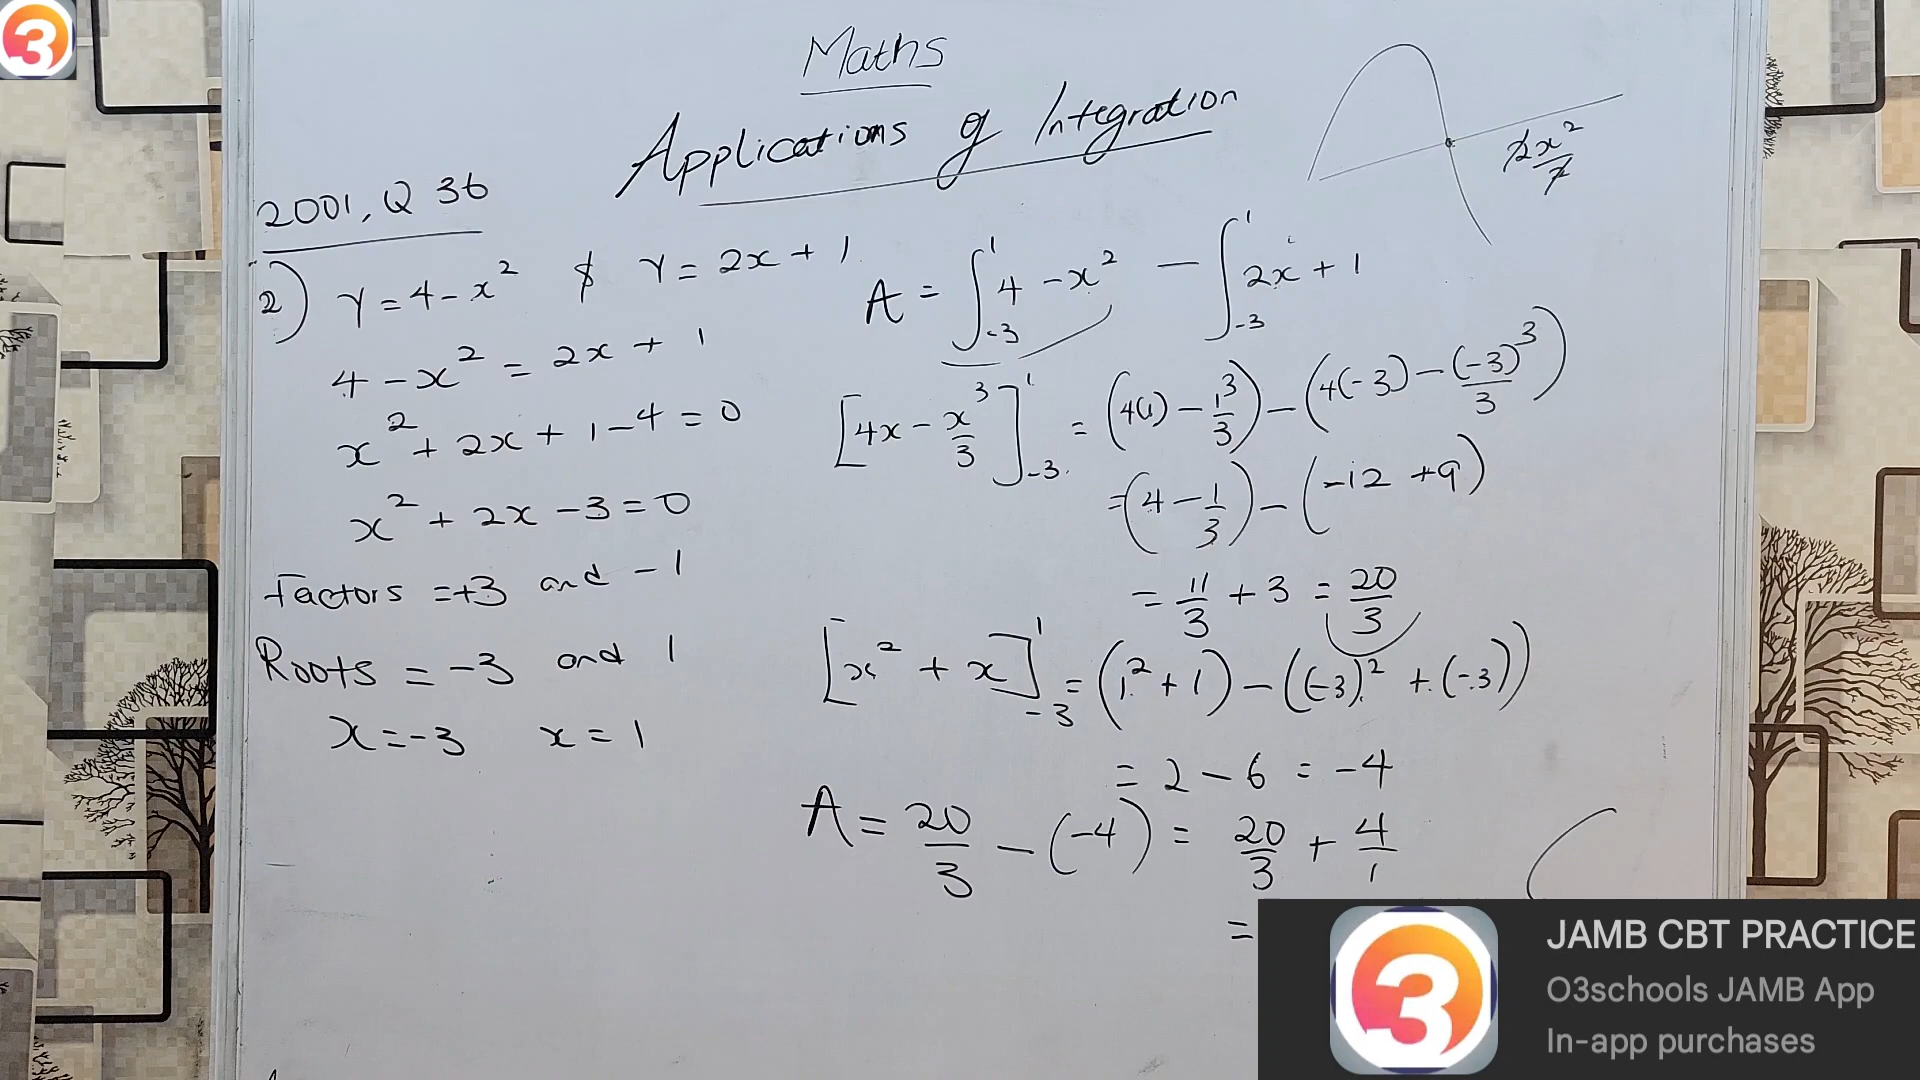 3
Maths
Applications of Integration
2x²/7
2001, Q 36
2) Y = 4 - x² & Y = 2x + 1
4 - x² = 2x + 1
x² + 2x + 1 - 4 = 0
x² + 2x - 3 = 0
Factors = +3 and -1
Roots = -3 and 1
x = -3 x = 1
A = ∫₋₃¹ 4 - x² - ∫₋₃¹ 2x + 1
[4x - x³/3]₋₃¹ = (4(1) - 1³/3) - (4(-3) - (-3)³/3)
= (4 - 1/3) - (-12 + 9)
= 11/3 + 3 = 20/3
[x² + x]₋₃¹ = (1² + 1) - ((-3)² + (-3))
= 2 - 6 = -4
A = 20/3 - (-4) = 20/3 + 4/1
=
3
JAMB CBT PRACTICE
O3schools JAMB App
In-app purchases